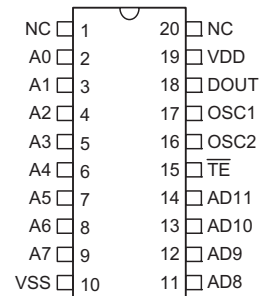 NC 1 20 NC
A0 2 19 VDD
A1 3 18 DOUT
A2 4 17 OSC1
A3 5 16 OSC2
A4 6 15 T̅E̅
A5 7 14 AD11
A6 8 13 AD10
A7 9 12 AD9
VSS 10 11 AD8